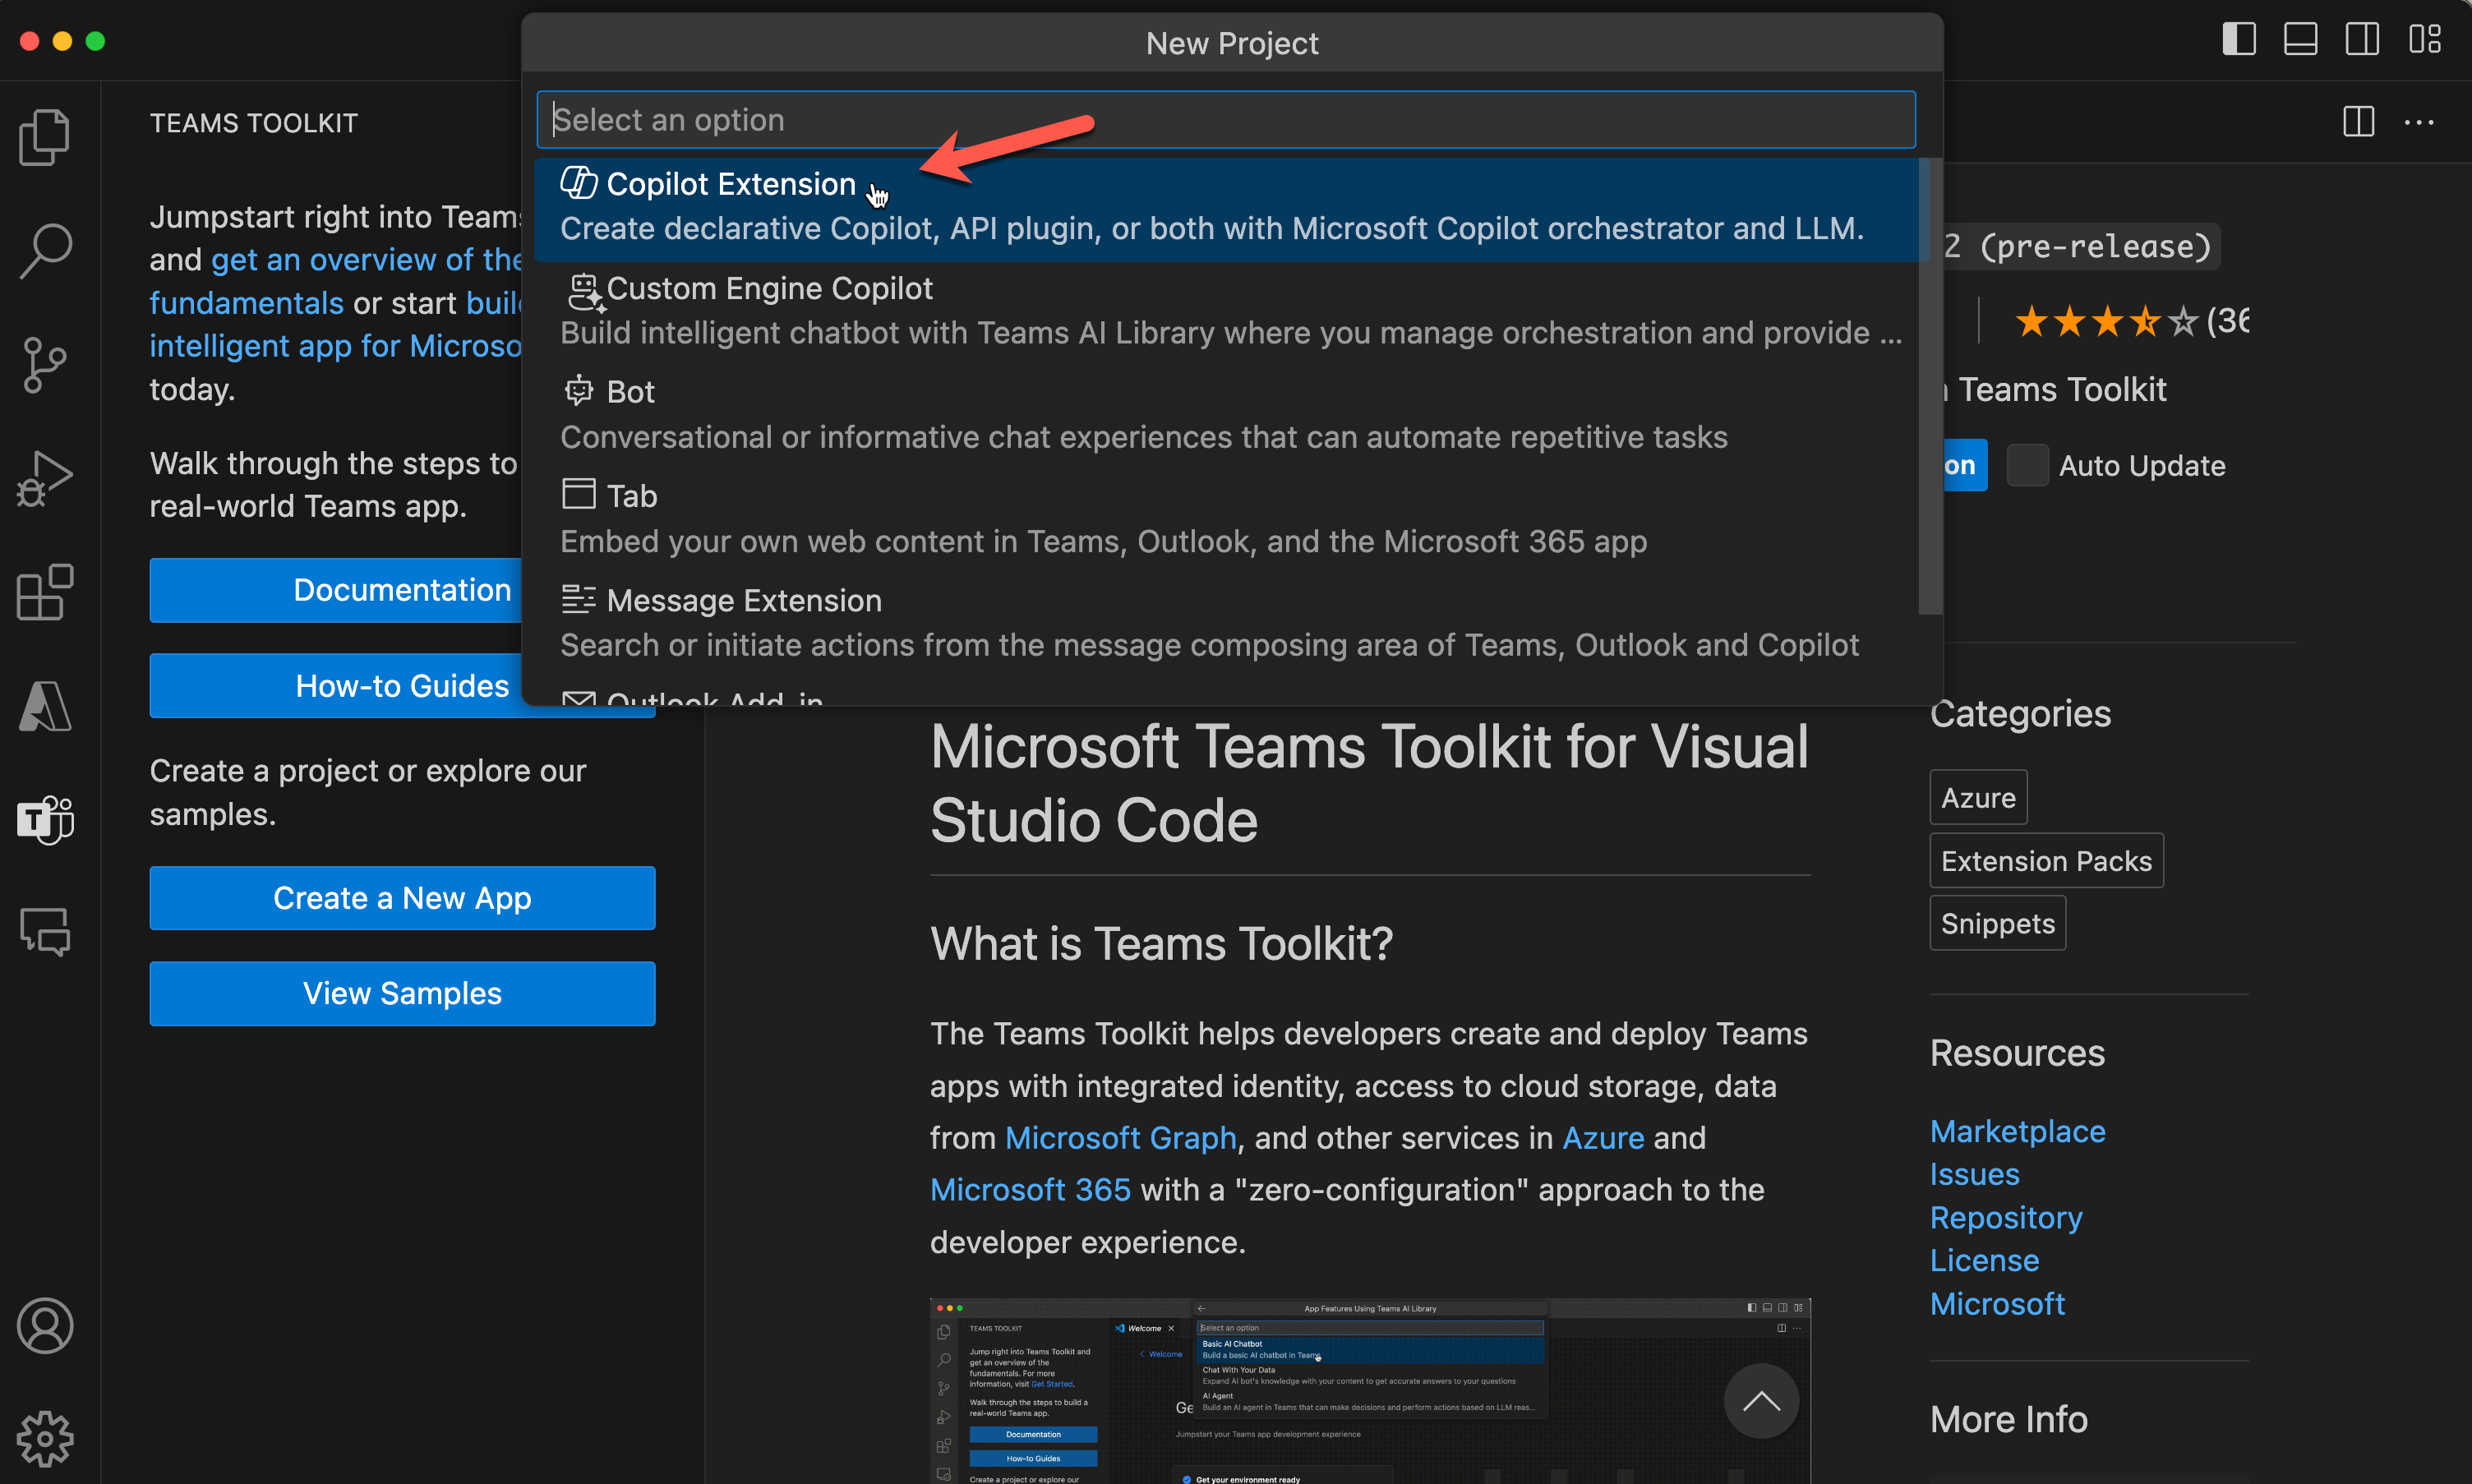 New Project
Select an option
Copilot Extension
Create declarative Copilot, API plugin, or both with Microsoft Copilot orchestrator and LLM.
Custom Engine Copilot
Build intelligent chatbot with Teams AI Library where you manage orchestration and provide ...
Bot
Conversational or informative chat experiences that can automate repetitive tasks
Tab
Embed your own web content in Teams, Outlook, and the Microsoft 365 app
Message Extension
Search or initiate actions from the message composing area of Teams, Outlook and Copilot
Outlook Add-in
TEAMS TOOLKIT
Jumpstart right into Teams
and get an overview of the
fundamentals or start
intelligent app for
today.
Walk through the steps to
real-world Teams app.
Documentation
How-to Guides
Create a project or explore our
samples.
Create a New App
View Samples
2 (pre-release)
(36
Teams Toolkit
on
Auto Update
Microsoft Teams Toolkit for Visual
Studio Code
What is Teams Toolkit?
The Teams Toolkit helps developers create and deploy Teams
apps with integrated identity, access to cloud storage, data
from Microsoft Graph, and other services in Azure and
Microsoft 365 with a "zero-configuration" approach to the
developer experience.
App Features Using Teams AI Library
TEAMS TOOLKIT
Welcome
Select an option
Basic AI Chatbot
Build a basic AI chatbot in Teams
Chat With Your Data
Expand AI bot's knowledge with your content to get accurate answers to your questions
AI Agent
Build an AI agent in Teams that can make decisions and perform actions based on LLM reas...
Welcome
Jump right into Teams Toolkit and
get an overview of the
fundamentals. For more
information, visit Get Started.
Walk through the steps to build a
real-world Teams app.
Documentation
How-to Guides
Create a project or explore our
Ge
Jumpstart your Teams app development experience
Get your environment ready
Categories
Azure
Extension Packs
Snippets
Resources
Marketplace
Issues
Repository
License
Microsoft
More Info